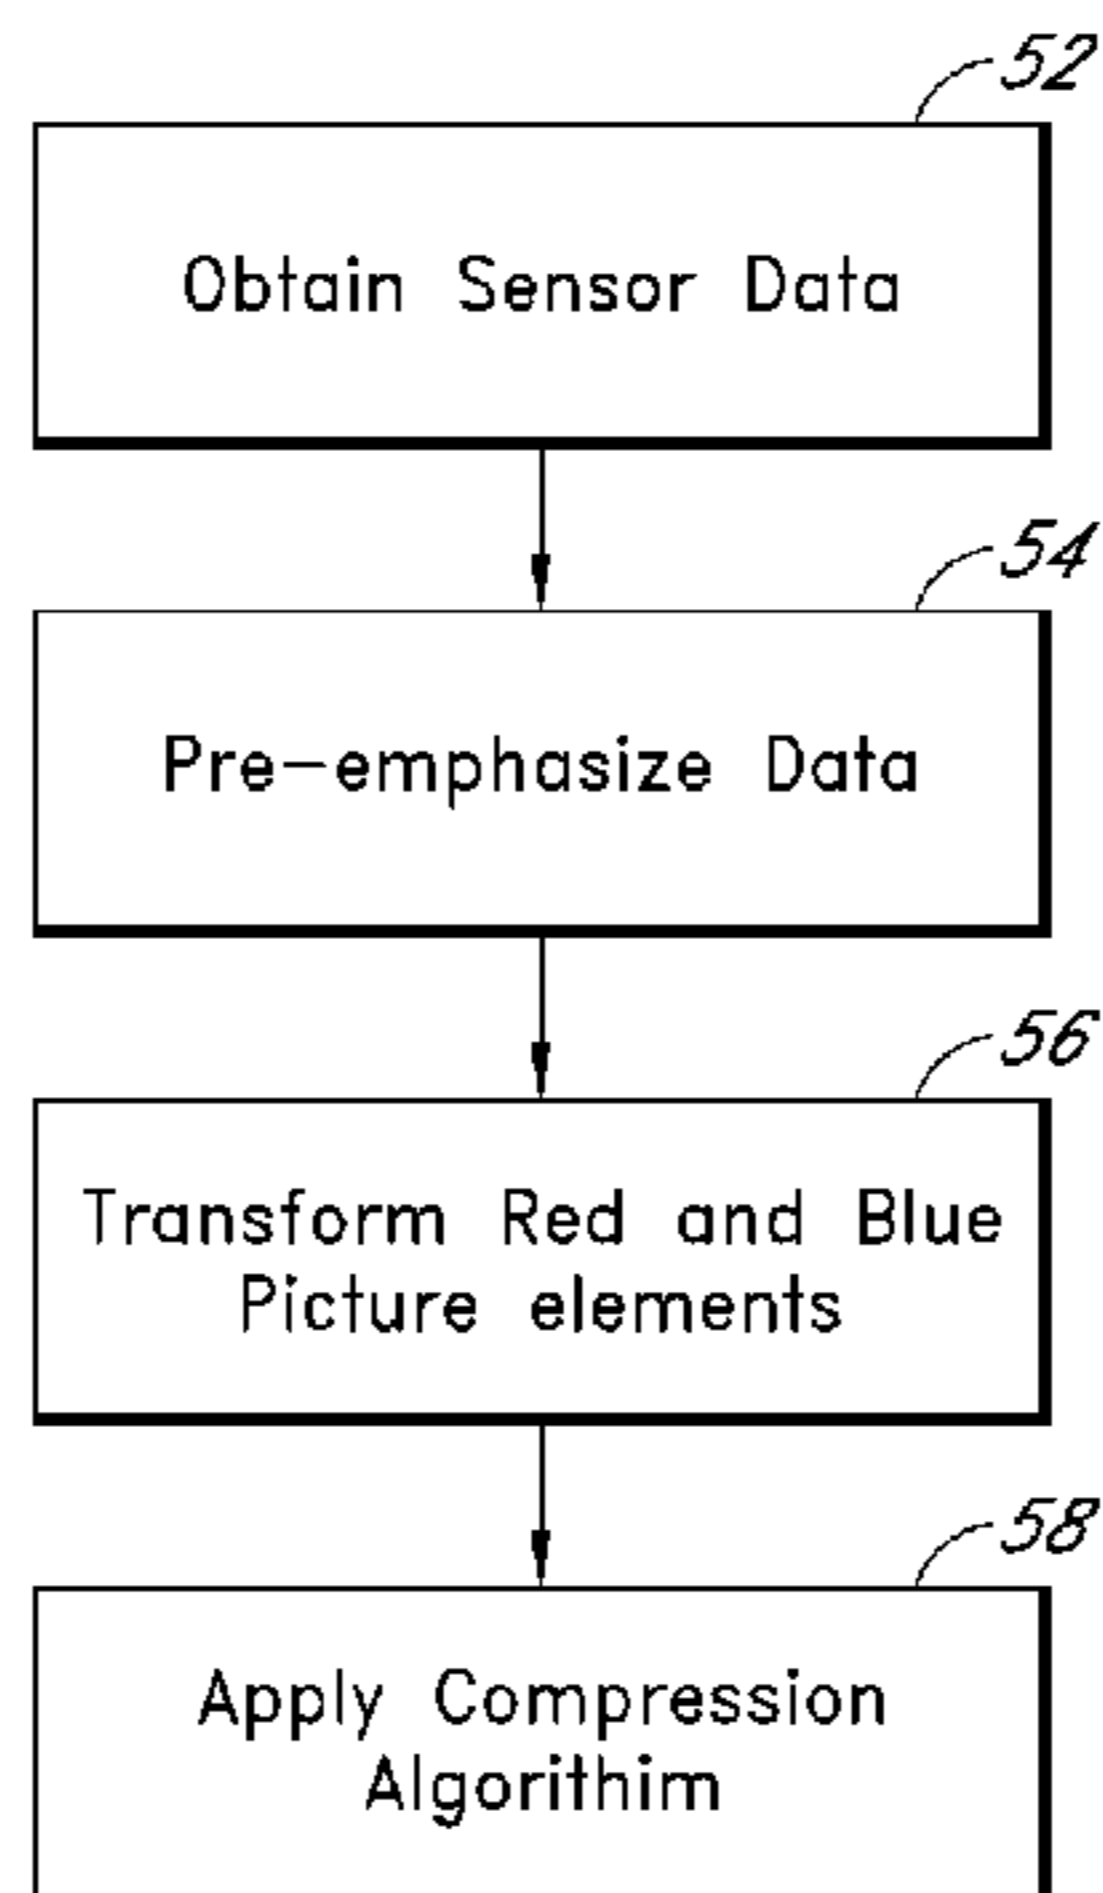 52
Obtain Sensor Data
54
Pre-emphasize Data
56
Transform Red and Blue
Picture elements
58
Apply Compression
Algorithim